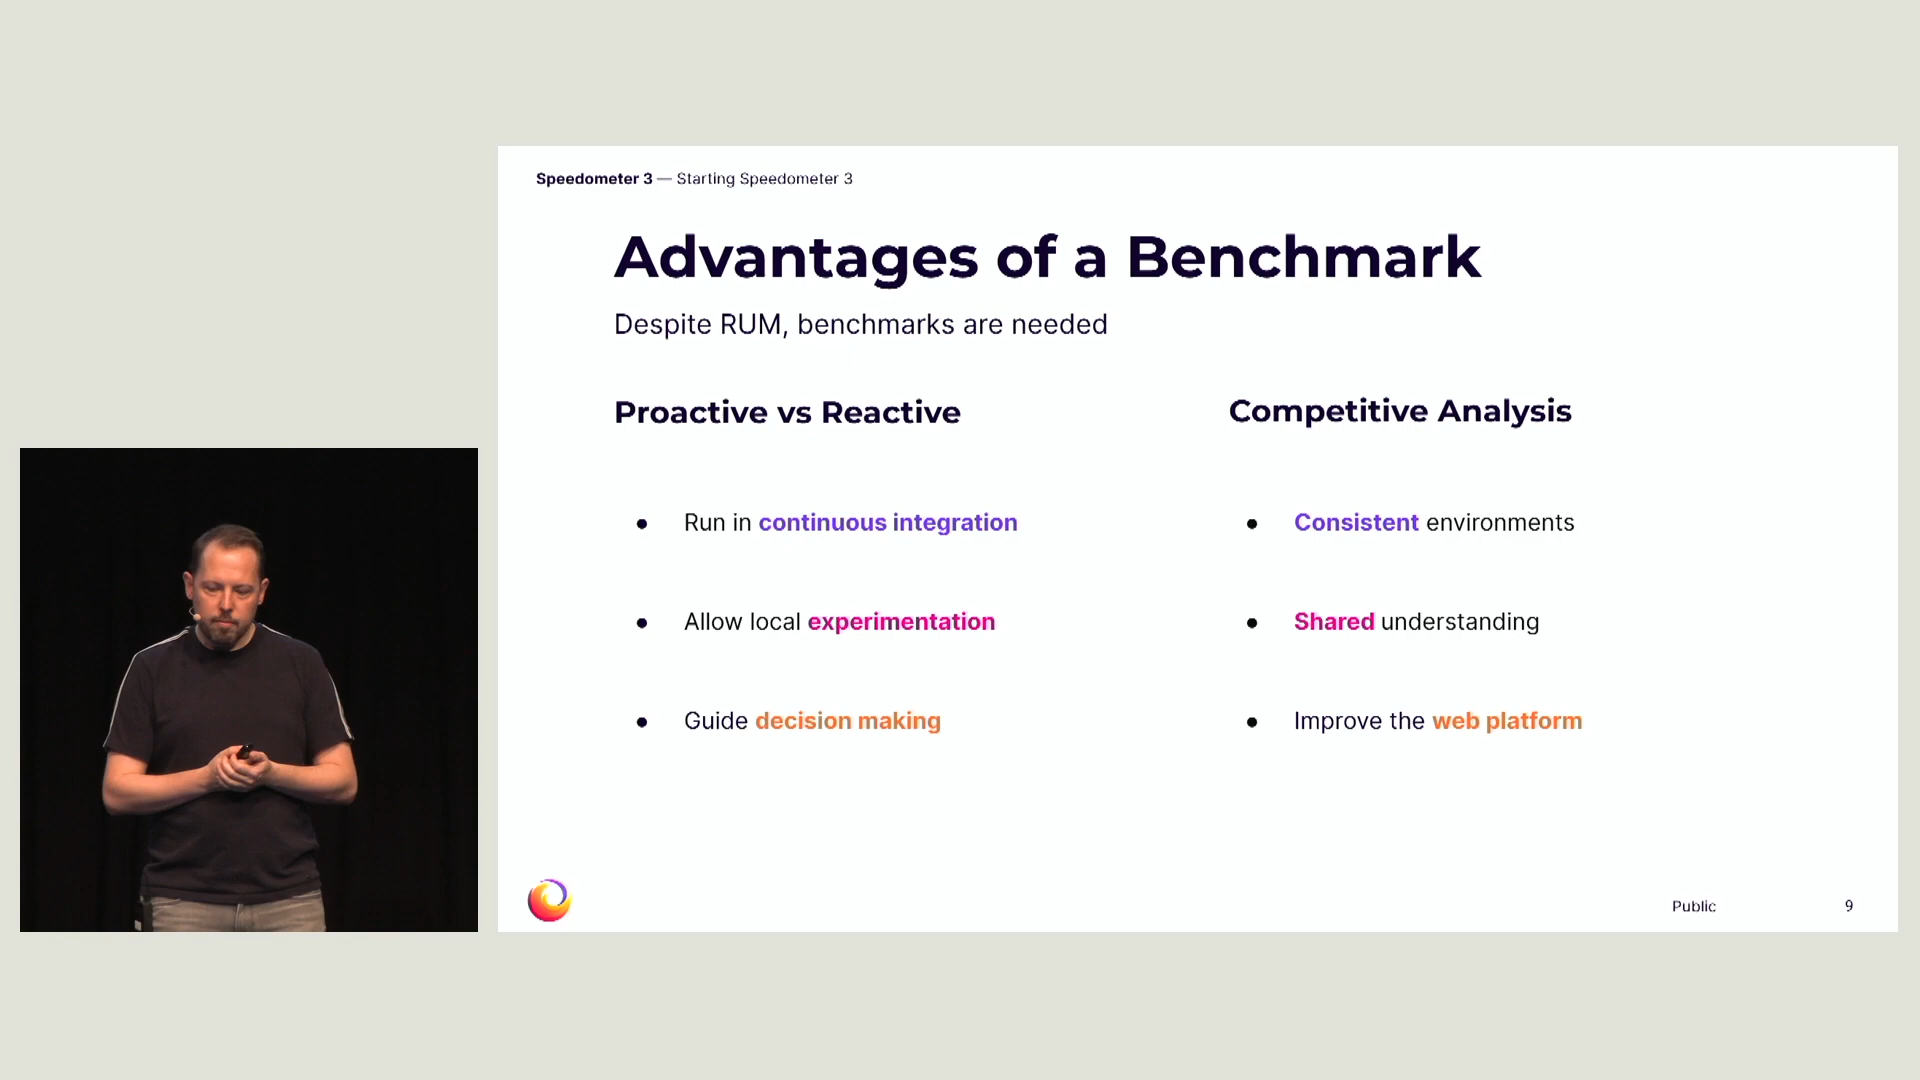 Speedometer 3 — Starting Speedometer 3
Advantages of a Benchmark
Despite RUM, benchmarks are needed
Proactive vs Reactive
Run in continuous integration
Allow local experimentation
Guide decision making
Competitive Analysis
Consistent environments
Shared understanding
Improve the web platform
Public
9